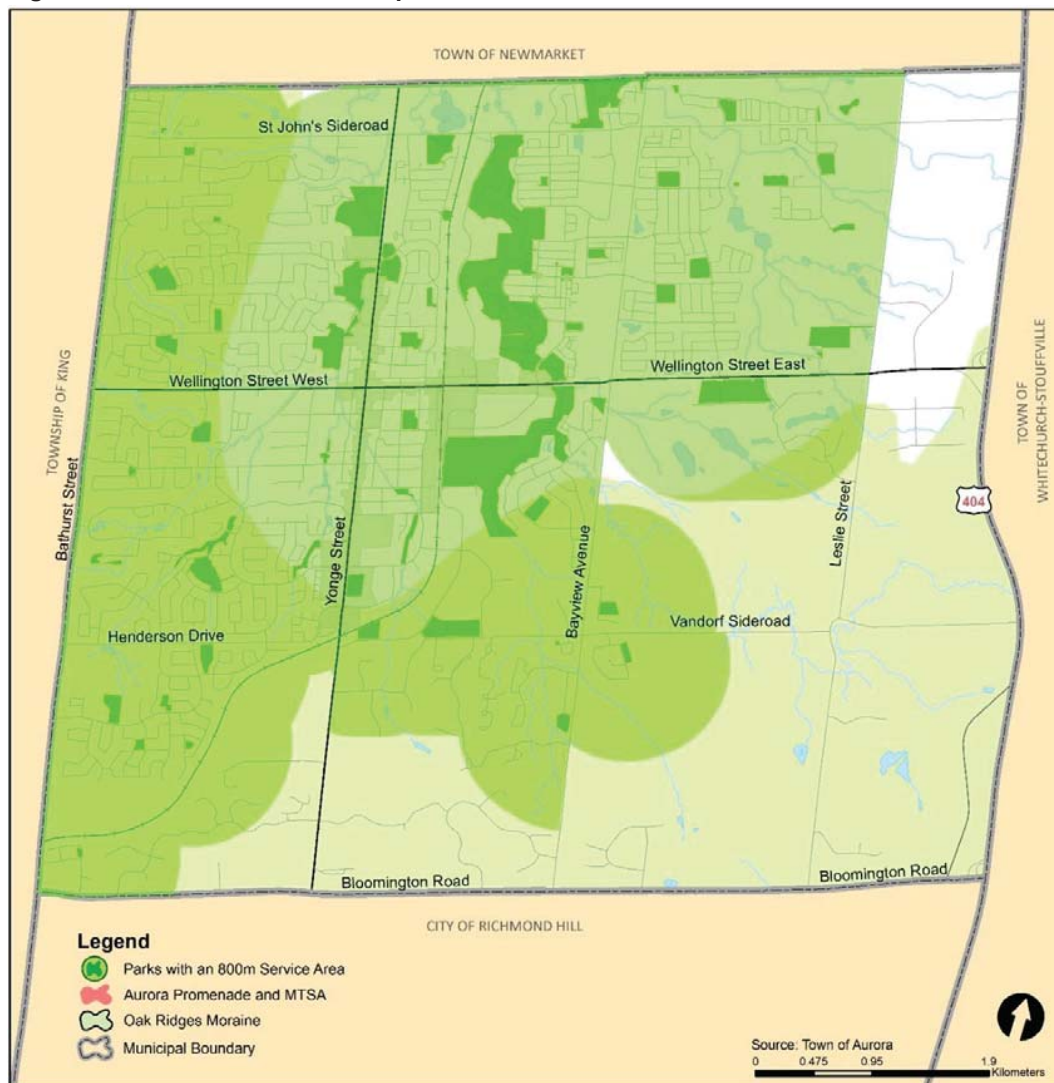 TOWN OF NEWMARKET
St John's Sideroad
Wellington Street West
Wellington Street East
TOWNSHIP OF KING
Bathurst Street
TOWN OF
WHITECHURCH-STOUFFVILLE
404
Yonge Street
Bayview Avenue
Leslie Street
Henderson Drive
Vandorf Sideroad
Bloomington Road
Bloomington Road
CITY OF RICHMOND HILL
Legend
Parks with an 800m Service Area
Aurora Promenade and MTSA
Oak Ridges Moraine
Municipal Boundary
Source: Town of Aurora
0 0.475 0.95 1.9
Kilometers